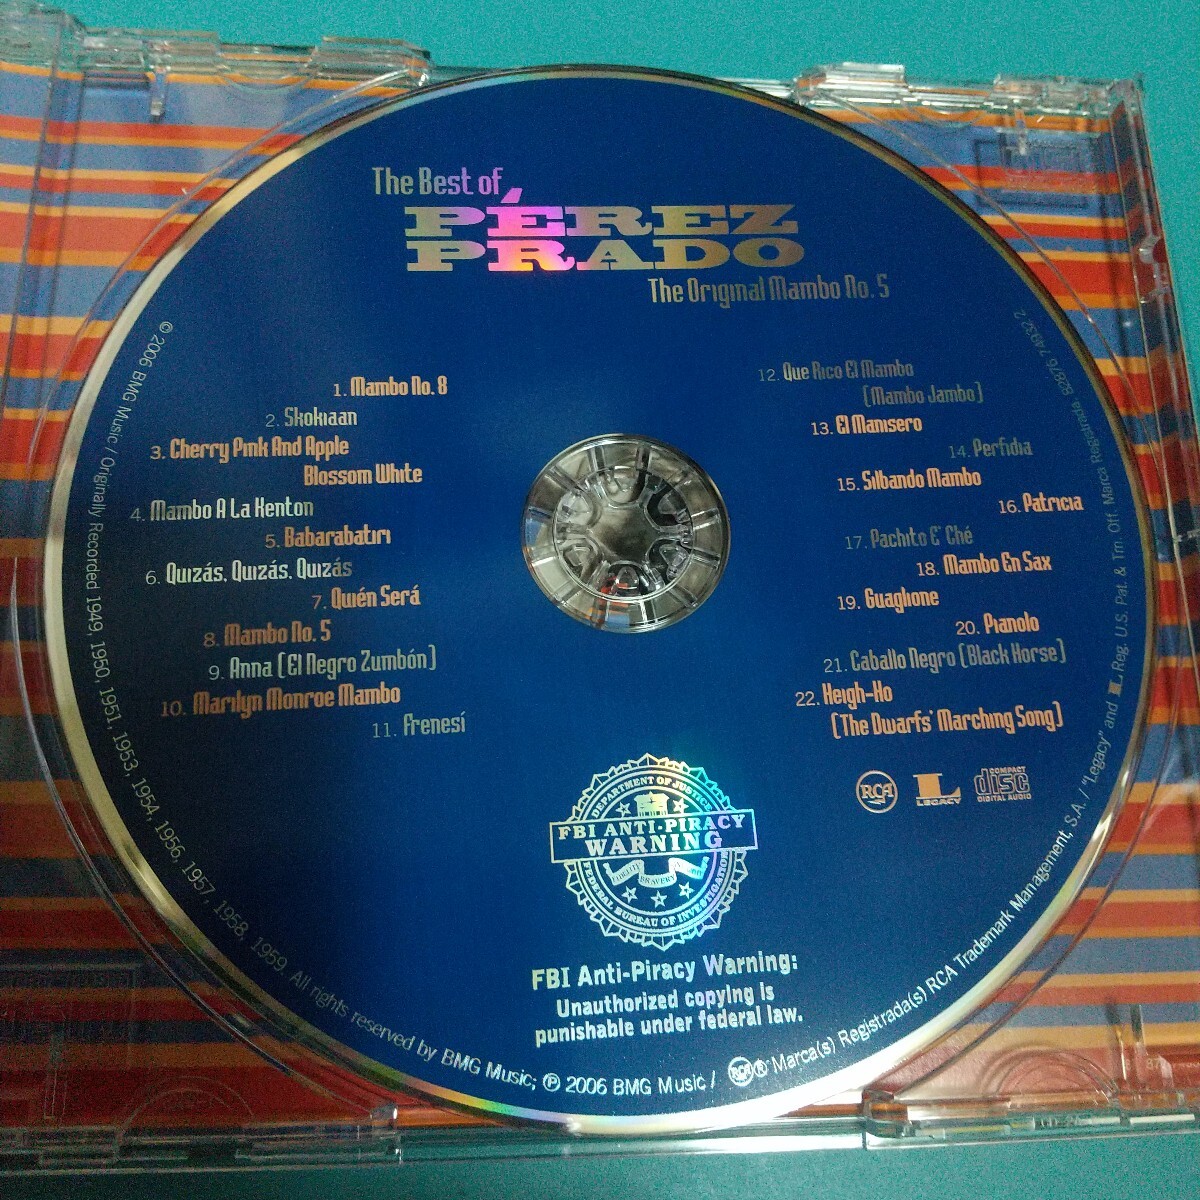 The Best of
PÉREZ
PRADO
The Original Mambo No. 5
1. Mambo No. 8
2. Skokiaan
3. Cherry Pink And Apple
Blossom White
4. Mambo A La Kenton
5. Babarabatiri
6. Quizás, Quizás, Quizás
7. Quién Será
8. Mambo No. 5
9. Anna (El Negro Zumbón)
10. Marilyn Monroe Mambo
11. Frenesí
12. Que Rico El Mambo
(Mambo Jambo)
13. El Manisero
14. Perfidia
15. Silbando Mambo
16. Patricia
17. Pachito E' Ché
18. Mambo En Sax
19. Guaglione
20. Pianolo
21. Caballo Negro (Black Horse)
22. Heigh-Ho
(The Dwarfs' Marching Song)
RCA
L
LEGACY
COMPACT
disc
DIGITAL AUDIO
DEPARTMENT OF JUSTICE
FBI ANTI-PIRACY
WARNING
FIDELITY BRAVERY
FEDERAL BUREAU OF INVESTIGATION
FBI Anti-Piracy Warning:
Unauthorized copying is
punishable under federal law.
© 2006 BMG Music / Originally Recorded 1949, 1950, 1951, 1953, 1954, 1956, 1957, 1958, 1959. All rights reserved by BMG Music; ℗ 2006 BMG Music / RCA ® Marca(s) Registrada(s) RCA Trademark Management, S.A. / "Legacy" and L Reg. U.S. Pat. & Tm. Off. Marca Registrada. 82876 74932 2